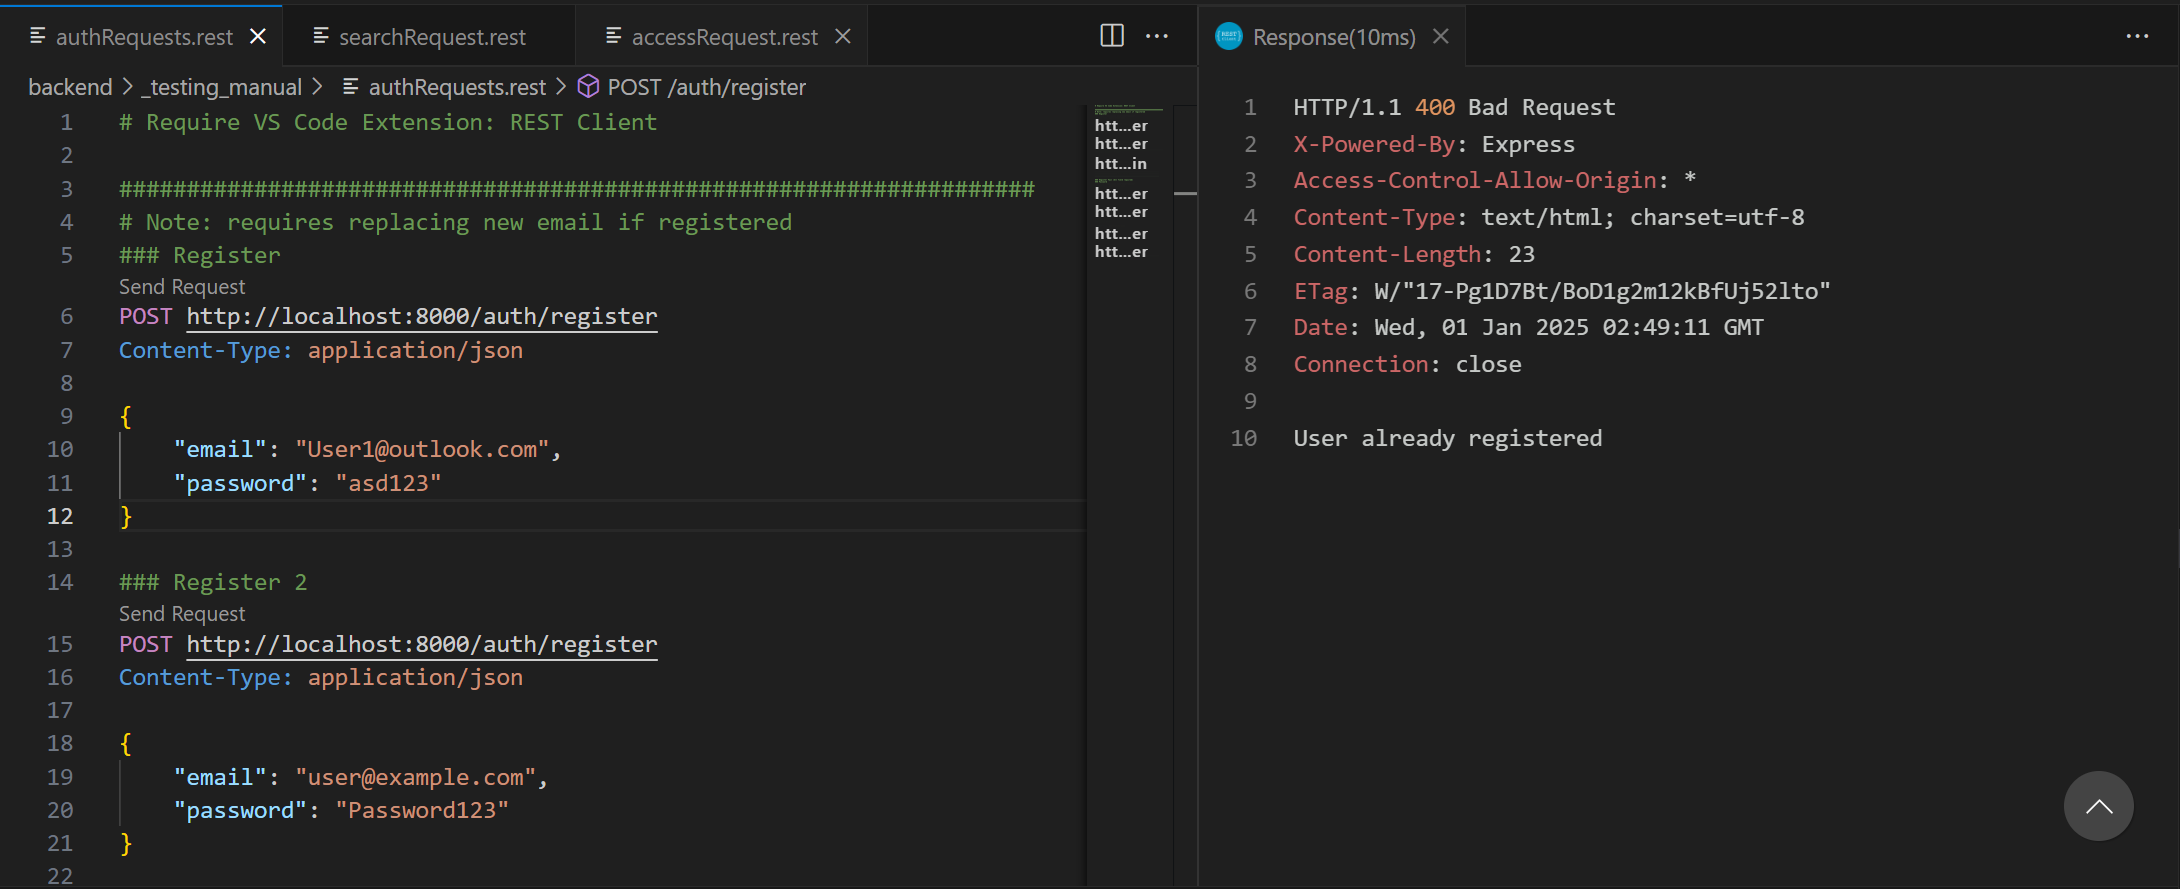 authRequests.rest
searchRequest.rest
accessRequest.rest
backend > _testing_manual > authRequests.rest > POST /auth/register
1 # Require VS Code Extension: REST Client
2
3 ####################################################################
4 # Note: requires replacing new email if registered
5 ### Register
Send Request
6 POST http://localhost:8000/auth/register
7 Content-Type: application/json
8
9 {
10 "email": "User1@outlook.com",
11 "password": "asd123"
12 }
13
14 ### Register 2
Send Request
15 POST http://localhost:8000/auth/register
16 Content-Type: application/json
17
18 {
19 "email": "user@example.com",
20 "password": "Password123"
21 }
22
htt...er
htt...er
htt...in
htt...er
htt...er
htt...er
htt...er
Response(10ms)
1 HTTP/1.1 400 Bad Request
2 X-Powered-By: Express
3 Access-Control-Allow-Origin: *
4 Content-Type: text/html; charset=utf-8
5 Content-Length: 23
6 ETag: W/"17-Pg1D7Bt/BoD1g2m12kBfUj52lto"
7 Date: Wed, 01 Jan 2025 02:49:11 GMT
8 Connection: close
9
10 User already registered